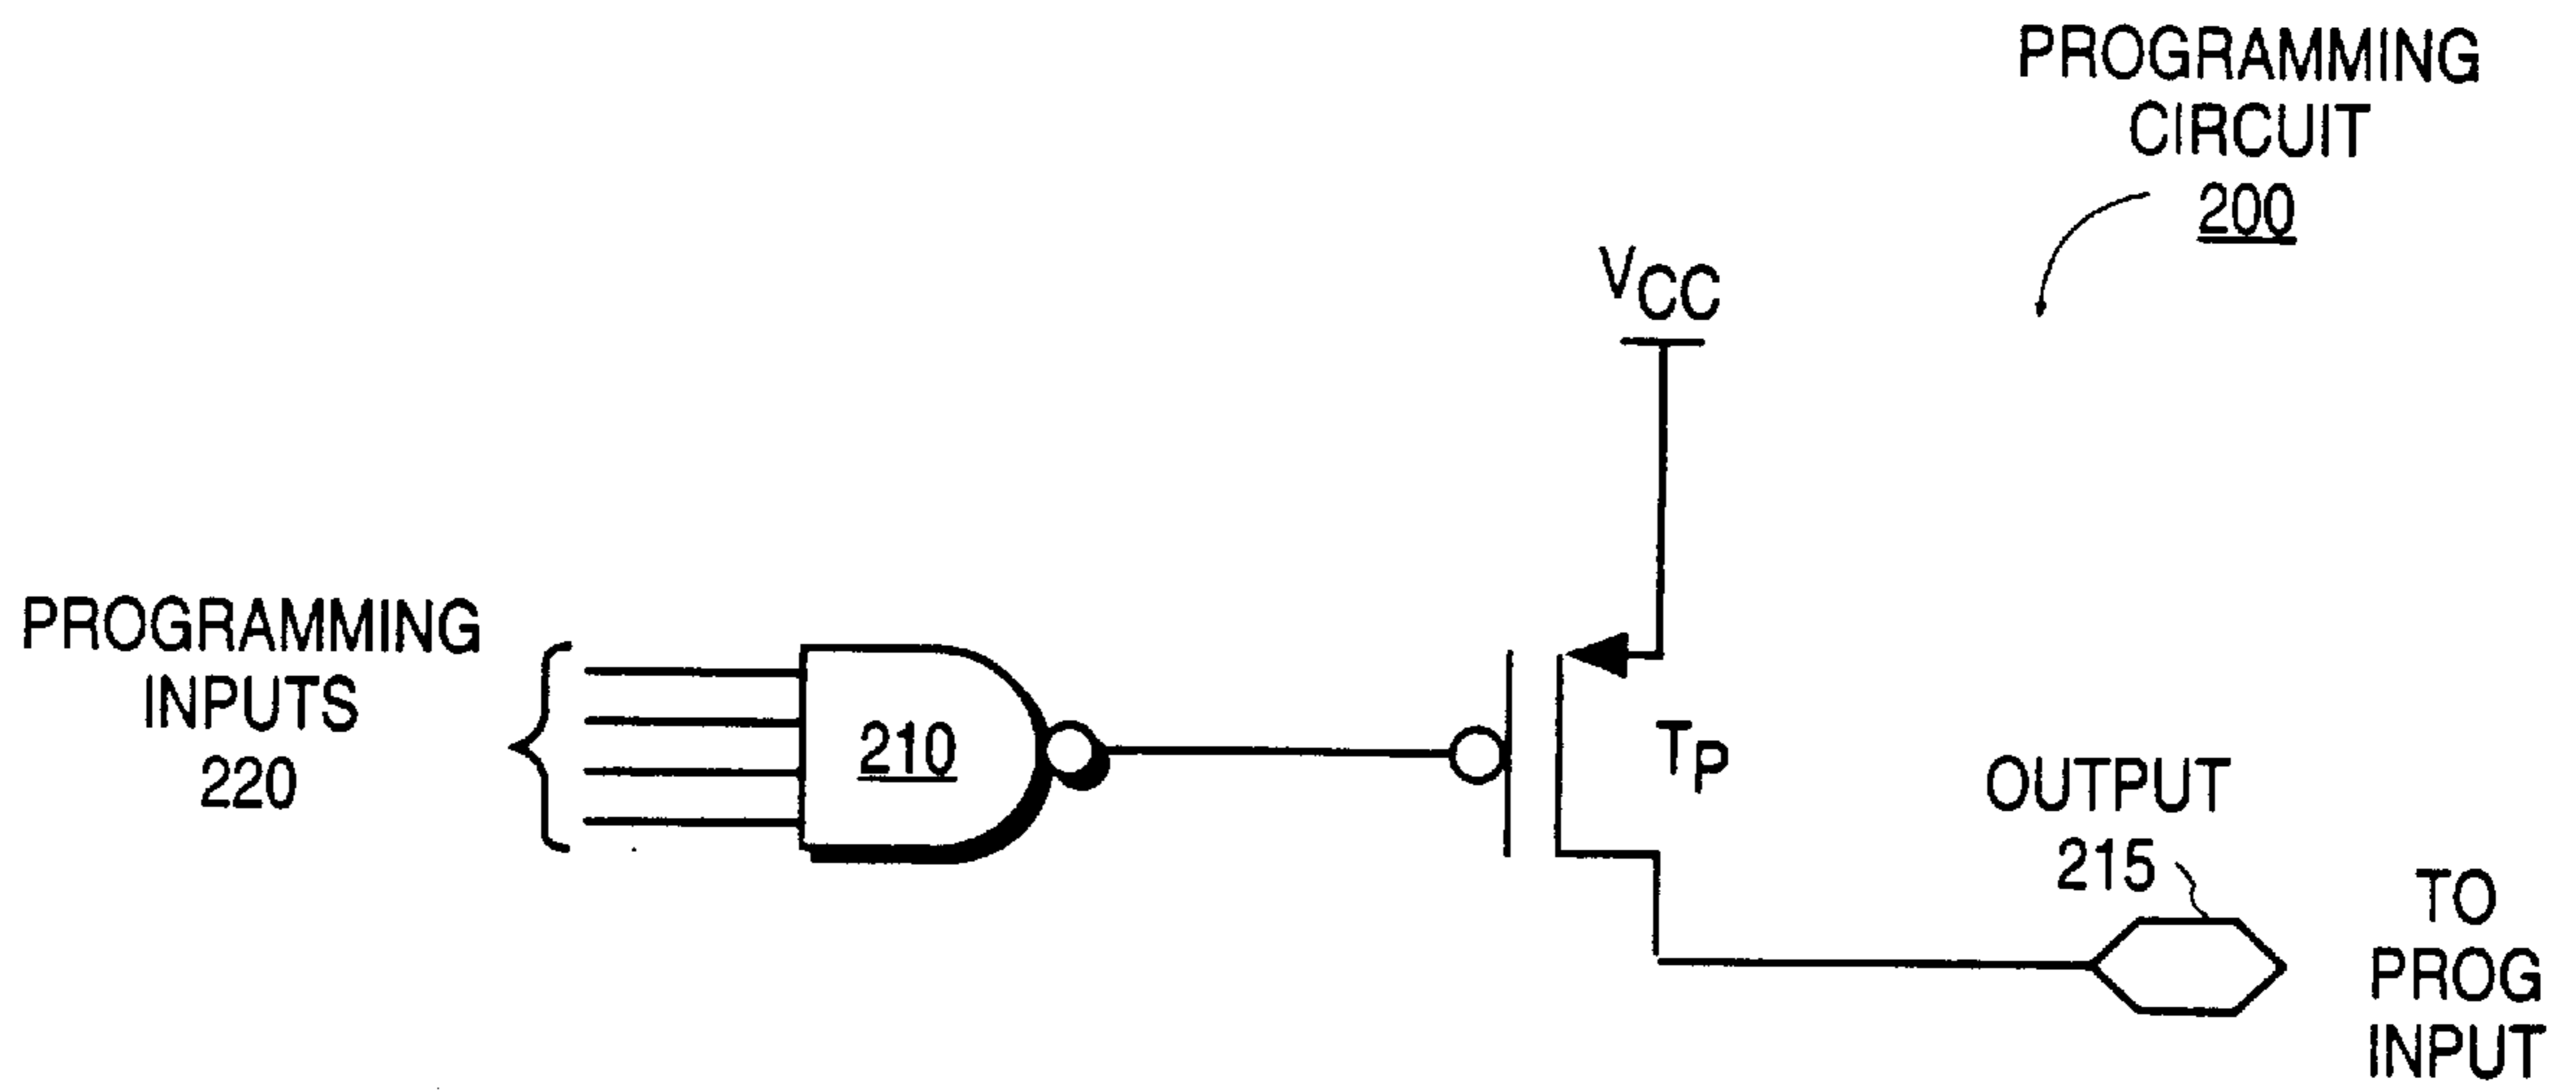 PROGRAMMING
CIRCUIT
200
VCC
PROGRAMMING
INPUTS
220
210
TP
OUTPUT
215
TO
PROG
INPUT